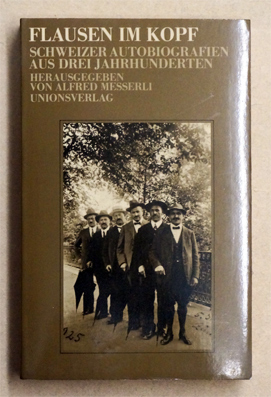 FLAUSEN IM KOPF
SCHWEIZER AUTOBIOGRAFIEN
AUS DREI JAHRHUNDERTEN
HERAUSGEGEBEN
VON ALFRED MESSERLI
UNIONSVERLAG